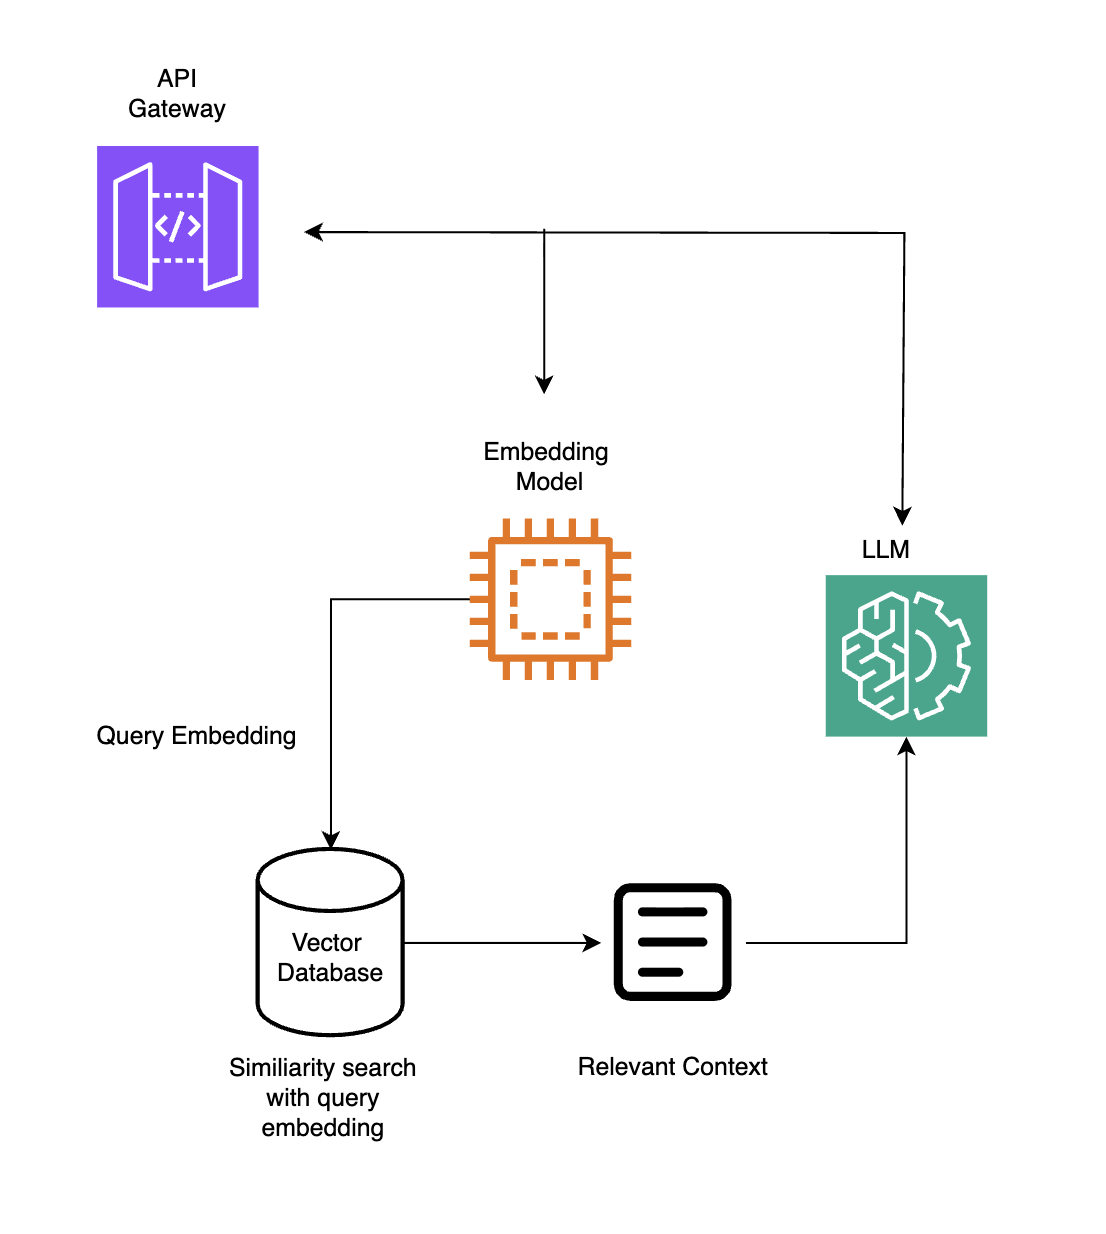 API
Gateway
</>
Embedding
Model
LLM
Query Embedding
Vector
Database
Similiarity search
with query
embedding
Relevant Context